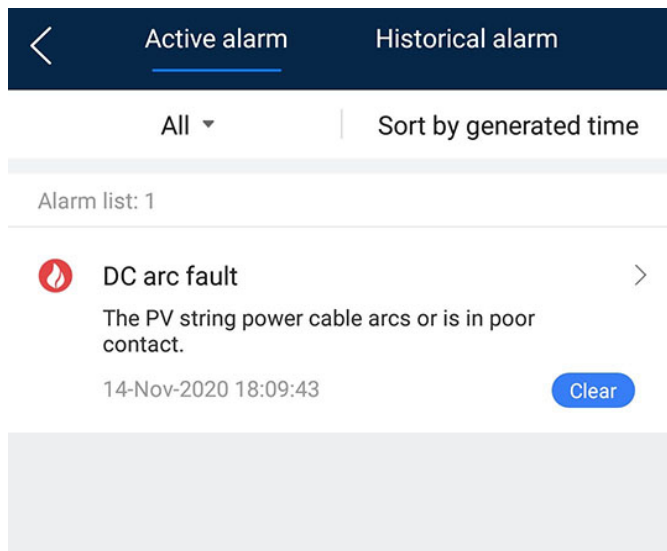 Active alarm Historical alarm
All Sort by generated time
Alarm list: 1
DC arc fault
The PV string power cable arcs or is in poor
contact.
14-Nov-2020 18:09:43 Clear